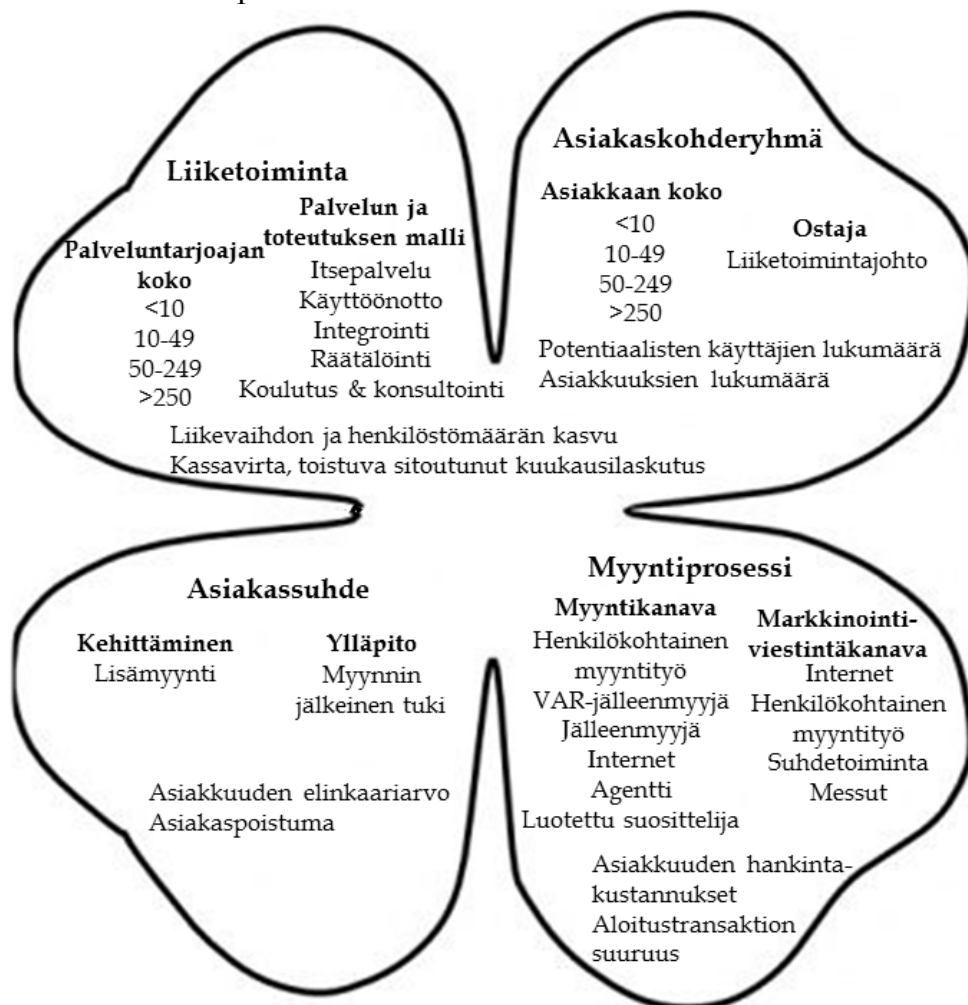 Liiketoiminta
Palveluntarjoajan
koko
<10
10-49
50-249
>250
Palvelun ja
toteutuksen malli
Itsepalvelu
Käyttöönotto
Integrointi
Räätälöinti
Koulutus & konsultointi
Liikevaihdon ja henkilöstömäärän kasvu
Kassavirta, toistuva sitoutunut kuukausilaskutus
Asiakaskohderyhmä
Asiakkaan koko
<10
10-49
50-249
>250
Ostaja
Liiketoimintajohto
Potentiaalisten käyttäjien lukumäärä
Asiakkuuksien lukumäärä
Asiakassuhde
Kehittäminen
Lisämyynti
Ylläpito
Myynnin
jälkeinen tuki
Asiakkuuden elinkaariarvo
Asiakaspoistuma
Myyntiprosessi
Myyntikanava
Henkilökohtainen
myyntityö
VAR-jälleenmyyjä
Jälleenmyyjä
Internet
Agentti
Luotettu suosittelija
Markkinointi-
viestintäkanava
Internet
Henkilökohtainen
myyntityö
Suhdetoiminta
Messut
Asiakkuuden hankinta-
kustannukset
Aloitustransaktion
suuruus